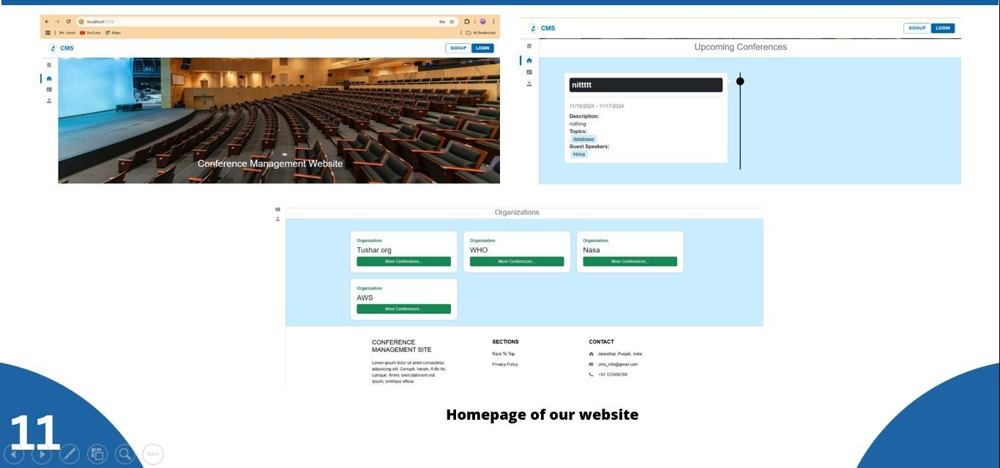 localhost:5173
Gmail YouTube Maps All Bookmarks
CMS SIGNUP LOGIN
Conference Management Website
CMS SIGNUP LOGIN
Upcoming Conferences
nittttt
11/15/2024 - 11/17/2024
Description:
nothing
Topics:
database
Guest Speakers:
Hima
Organizations
Organization
Tushar org
More Conferences...
Organization
WHO
More Conferences...
Organization
Nasa
More Conferences...
Organization
AWS
More Conferences...
CONFERENCE
MANAGEMENT SITE
Lorem ipsum dolor sit amet consectetur,
adipisicing elit. Corrupti, harum. A illo hic
cumque. Animi, exercitationem est.
Ipsum, similique officia.
SECTIONS
Back To Top
Privacy Policy
CONTACT
Jalandhar, Punjab, India
cms_info@gmail.com
+91 123456789
Homepage of our website
11